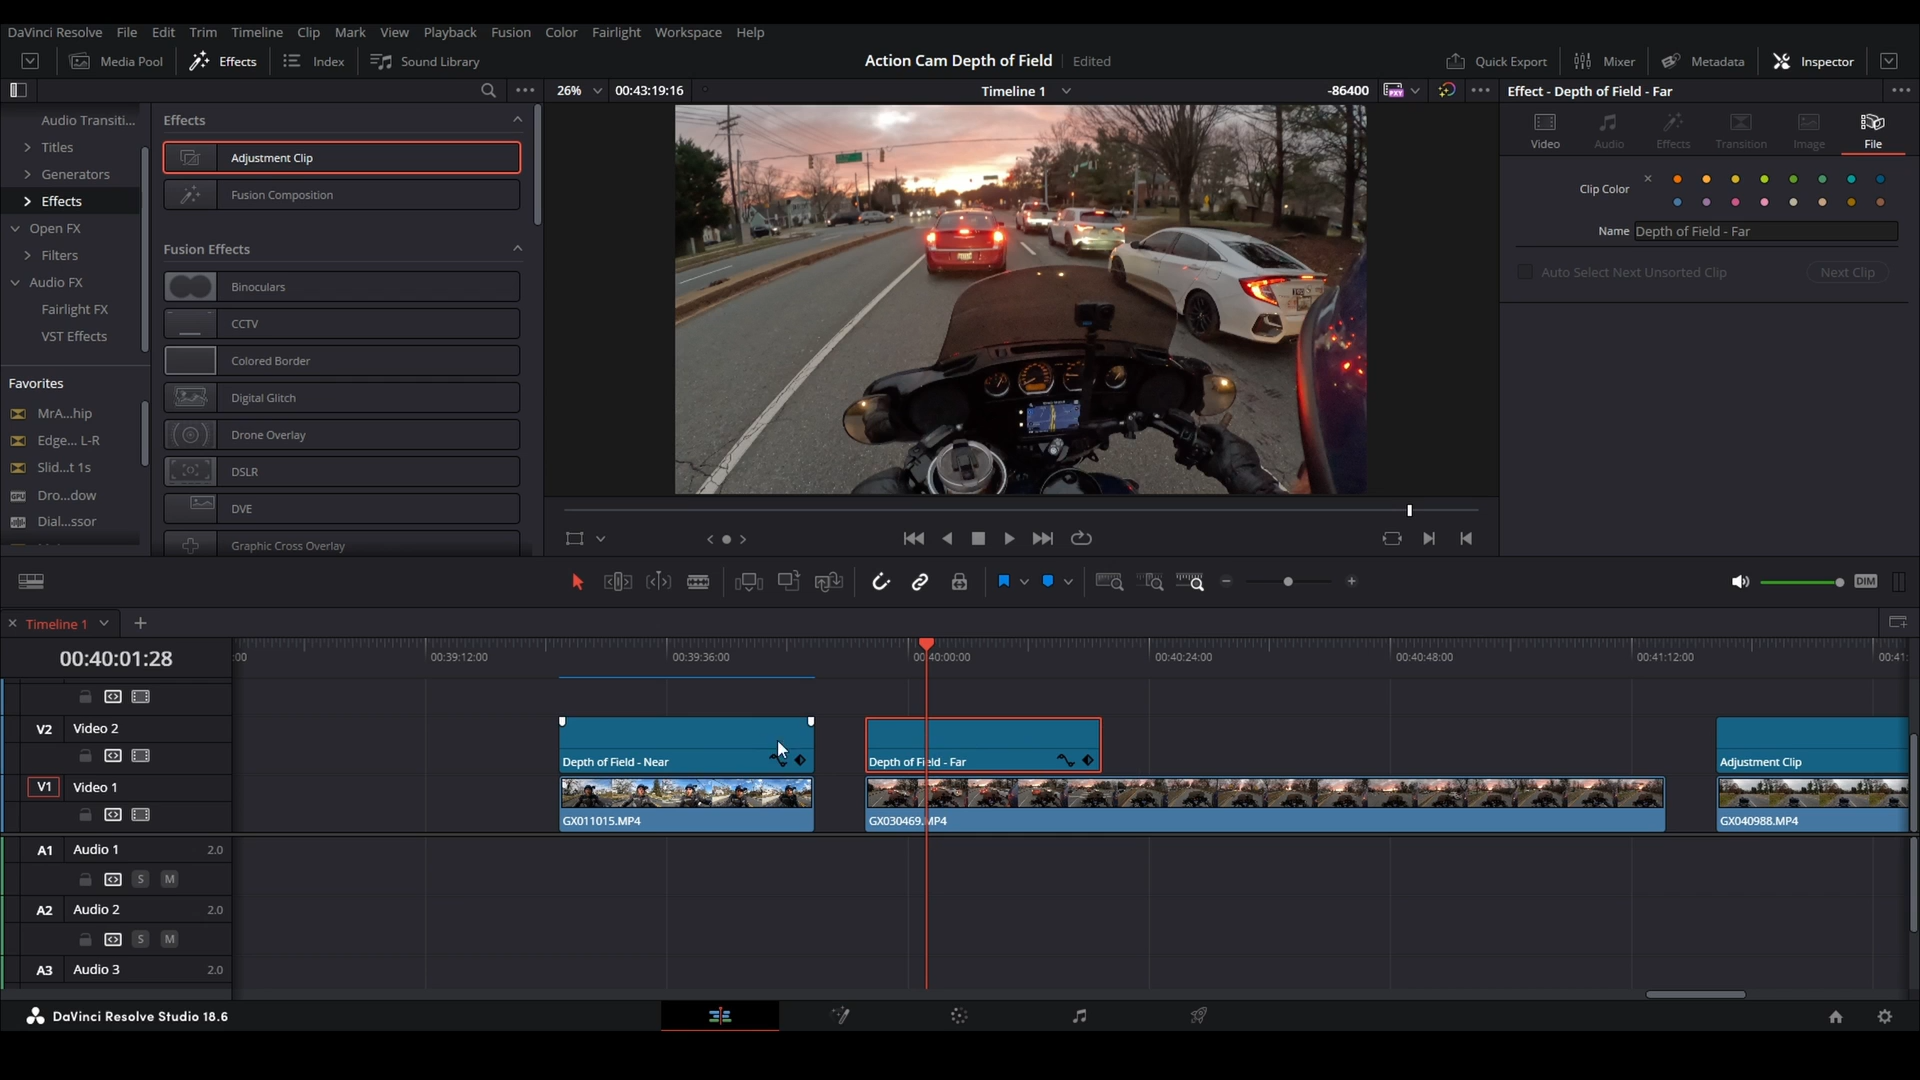 DaVinci Resolve File Edit Trim Timeline Clip Mark View Playback Fusion Color Fairlight Workspace Help
Media Pool Effects Index Sound Library Action Cam Depth of Field Edited Quick Export Mixer Metadata Inspector
26% 00:43:19:16 Timeline 1 -86400 Effect - Depth of Field - Far
Audio Transiti...
Titles
Generators
Effects
Open FX
Filters
Audio FX
Fairlight FX
VST Effects
Favorites
MrA...hip
Edge... L-R
Slid...t 1s
Dro...dow
Dial...ssor
Effects
Adjustment Clip
Fusion Composition
Fusion Effects
Binoculars
CCTV
Colored Border
Digital Glitch
Drone Overlay
DSLR
DVE
Graphic Cross Overlay
Video Audio Effects Transition Image File
Clip Color
Name Depth of Field - Far
Auto Select Next Unsorted Clip Next Clip
DIM
Timeline 1
00:40:01:28
:00 00:39:12:00 00:39:36:00 00:40:00:00 00:40:24:00 00:40:48:00 00:41:12:00 00:41:
V2 Video 2
Depth of Field - Near Depth of Field - Far Adjustment Clip
V1 Video 1
GX011015.MP4 GX030469.MP4 GX040988.MP4
A1 Audio 1 2.0
S M
A2 Audio 2 2.0
S M
A3 Audio 3 2.0
DaVinci Resolve Studio 18.6